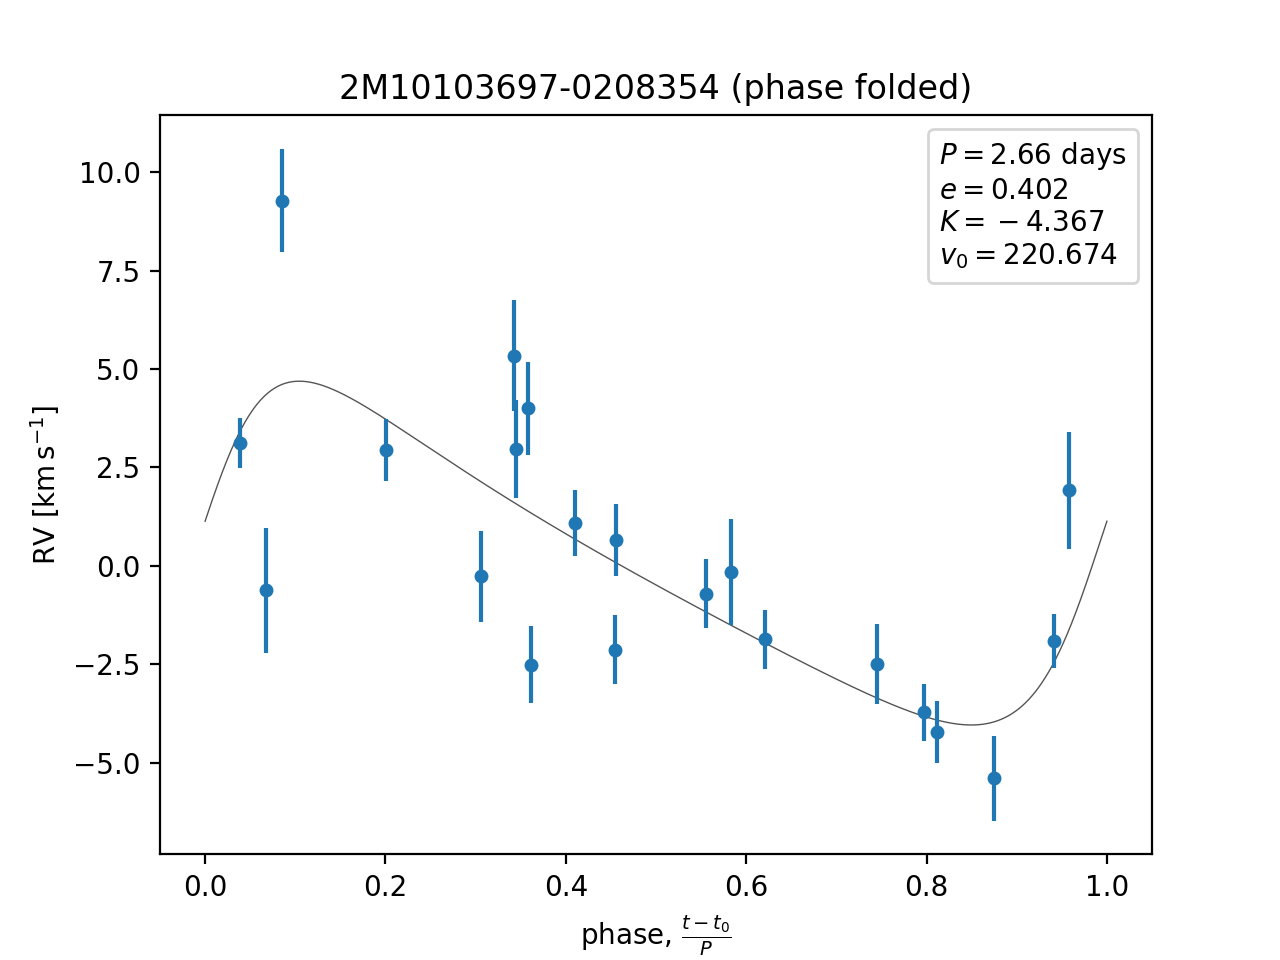 2M10103697-0208354 (phase folded)
P = 2.66 days
e = 0.402
K = −4.367
v₀ = 220.674
10.0
7.5
5.0
2.5
0.0
−2.5
−5.0
RV [km s⁻¹]
0.0 0.2 0.4 0.6 0.8 1.0
phase, (t − t₀)/P